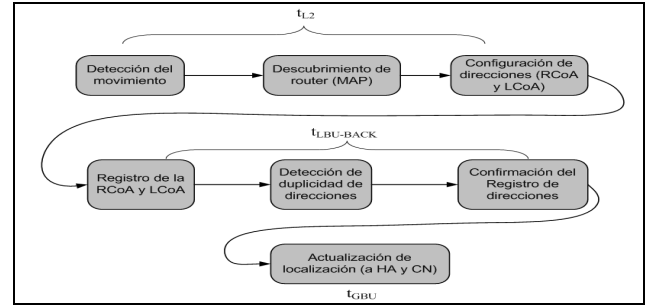 tL2
Detección del
movimiento
Descubrimiento de
router (MAP)
Configuración de
direcciones (RCoA
y LCoA)
tLBU-BACK
Registro de la
RCoA y LCoA
Detección de
duplicidad de
direcciones
Confirmación del
Registro de
direcciones
Actualización de
localización (a HA y CN)
tGBU